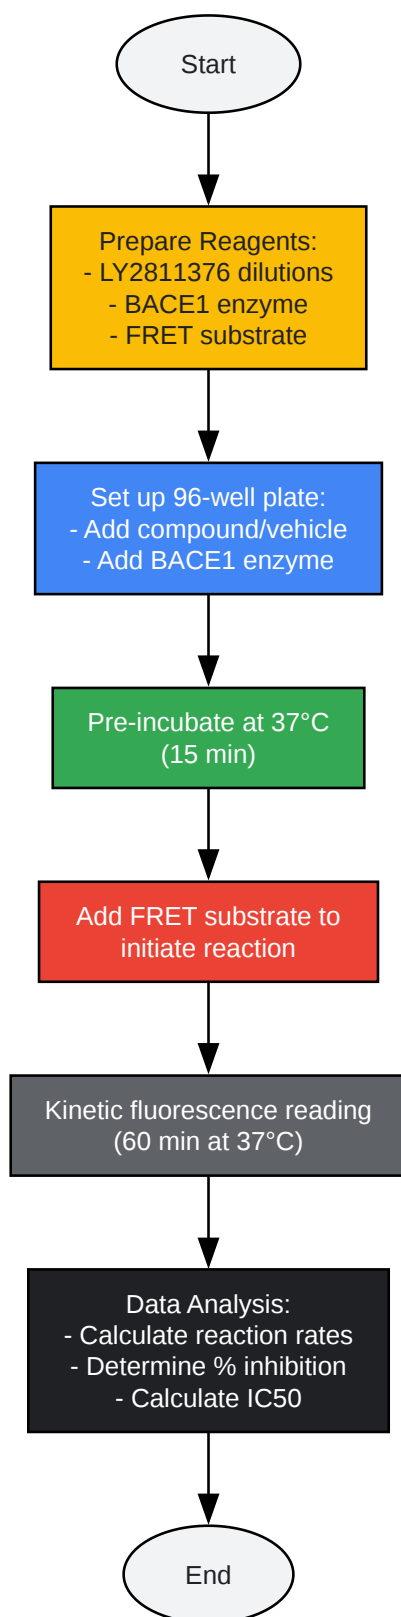 Start
Prepare Reagents:
- LY2811376 dilutions
- BACE1 enzyme
- FRET substrate
Set up 96-well plate:
- Add compound/vehicle
- Add BACE1 enzyme
Pre-incubate at 37°C
(15 min)
Add FRET substrate to
initiate reaction
Kinetic fluorescence reading
(60 min at 37°C)
Data Analysis:
- Calculate reaction rates
- Determine % inhibition
- Calculate IC50
End